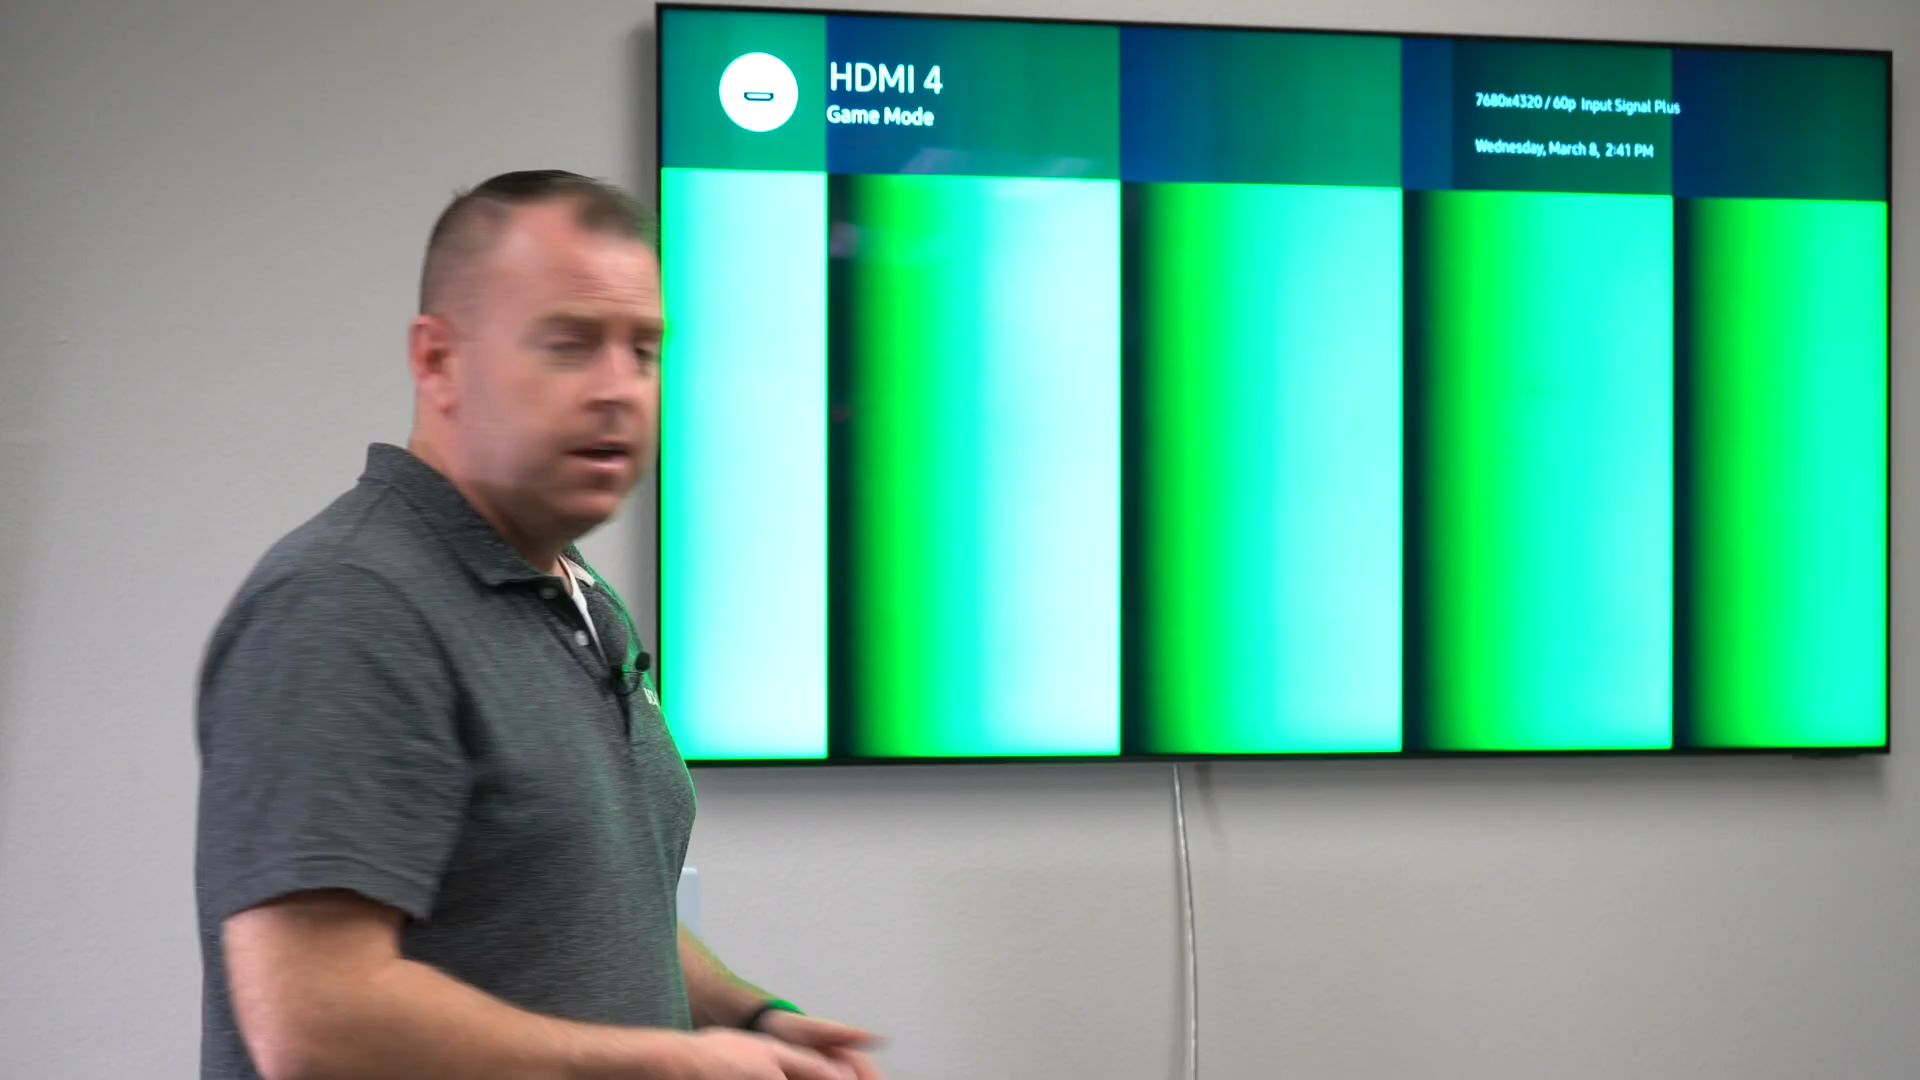 HDMI 4
Game Mode
7680x4320 / 60p Input Signal Plus
Wednesday, March 8, 2:41 PM